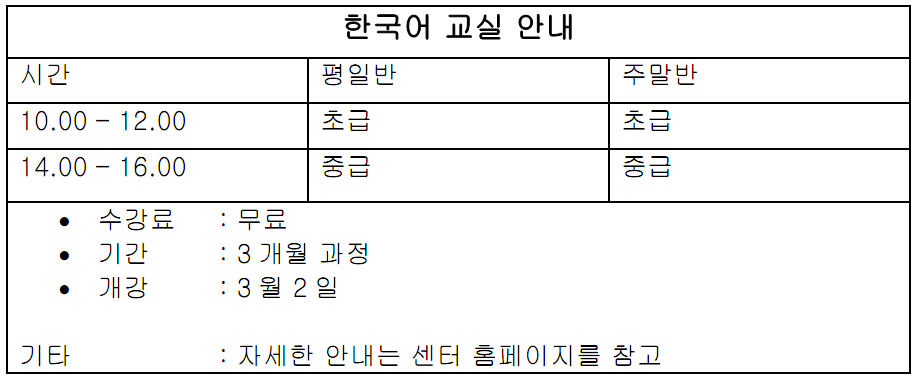 한국어 교실 안내
시간 평일반 주말반
10.00 – 12.00 초급 초급
14.00 – 16.00 중급 중급
• 수강료 : 무료
• 기간 : 3개월 과정
• 개강 : 3월 2일
기타 : 자세한 안내는 센터 홈페이지를 참고